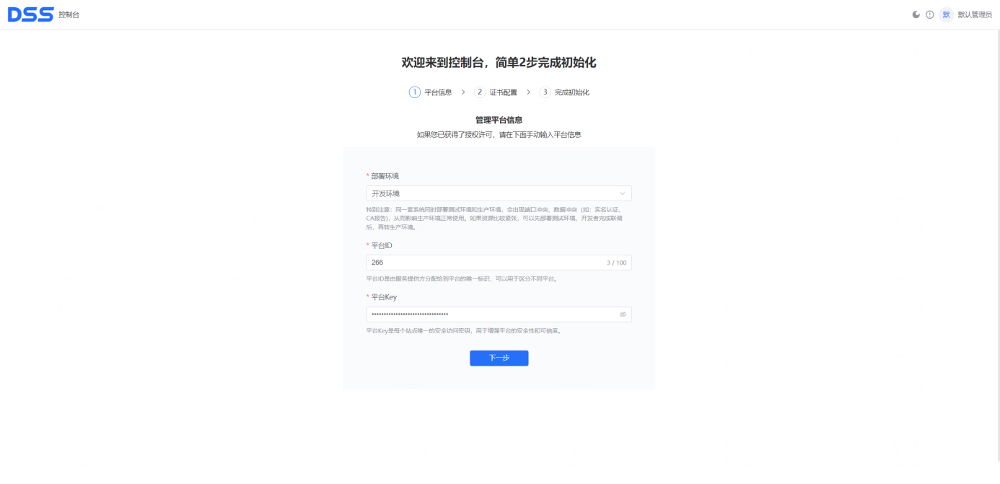 DSS 控制台 默 默认管理员
欢迎来到控制台，简单2步完成初始化
1 平台信息 > 2 证书配置 > 3 完成初始化
管理平台信息
如果您已获得了授权许可，请在下面手动输入平台信息
* 部署环境
开发环境
特别注意：同一套系统同时部署测试环境和生产环境，会出现端口冲突，数据冲突（如：实名认证、
CA报告），从而影响生产环境正常使用。如果资源比较紧张，可以先部署测试环境，开发者完成联调
后，再转生产环境。
* 平台ID
266 3 / 100
平台ID是由服务提供方分配给到平台的唯一标识，可以用于区分不同平台。
* 平台Key
••••••••••••••••••••••••••••••••
平台Key是每个站点唯一的安全访问密钥，用于增强平台的安全性和可信度。
下一步